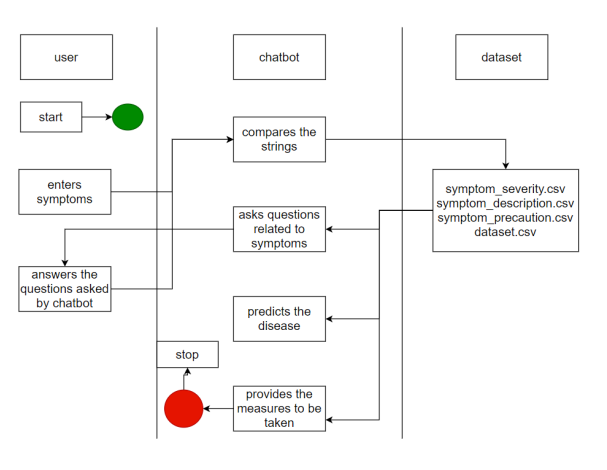 user
chatbot
dataset
start
compares the
strings
enters
symptoms
symptom_severity.csv
symptom_description.csv
symptom_precaution.csv
dataset.csv
asks questions
related to
symptoms
answers the
questions asked
by chatbot
predicts the
disease
stop
provides the
measures to be
taken